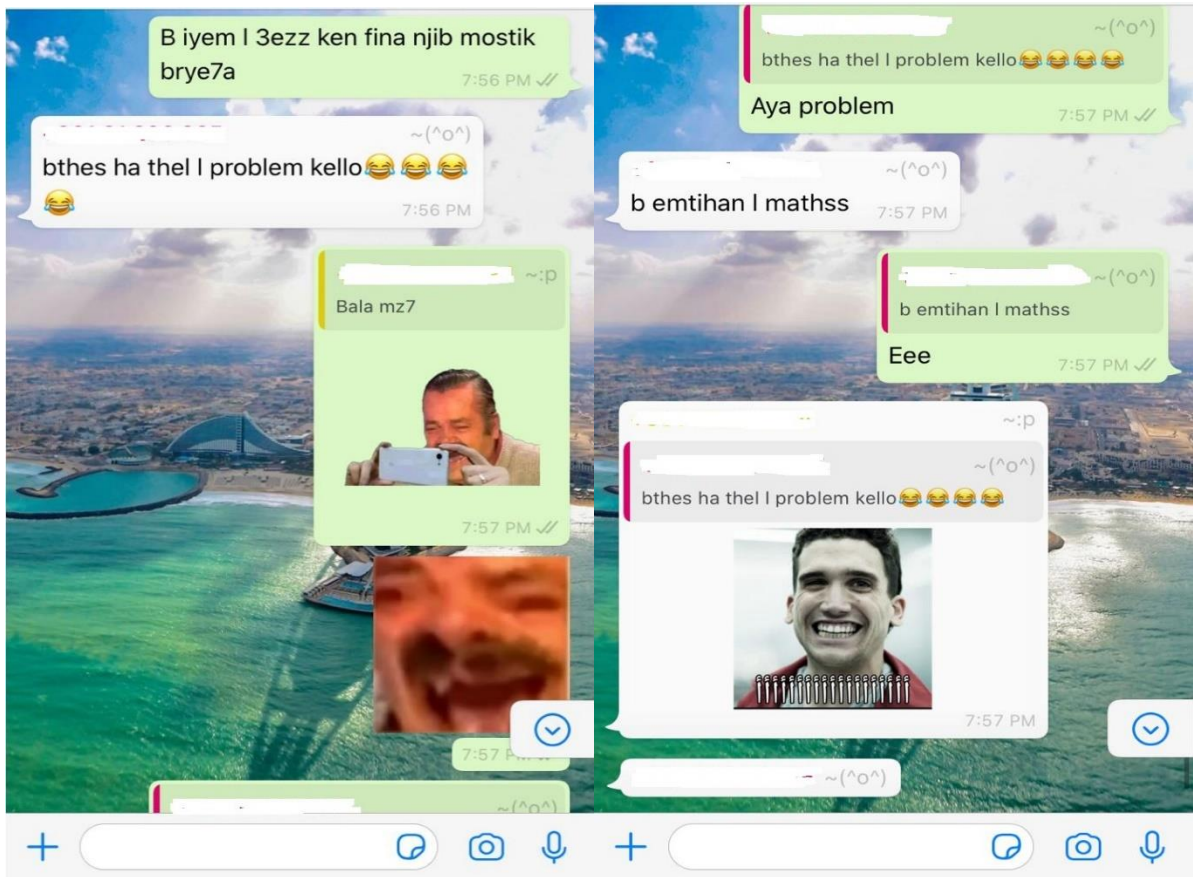 B iyem l 3ezz ken fina njib mostik
brye7a
7:56 PM
~(^o^)
bthes ha thel l problem kello😂😂😂
😂
7:56 PM
~:p
Bala mz7
7:57 PM
7:57
~(^o^)
~(^o^)
bthes ha thel l problem kello😂😂😂😂
Aya problem
7:57 PM
~(^o^)
b emtihan l mathss
7:57 PM
~(^o^)
b emtihan l mathss
Eee
7:57 PM
~:p
~(^o^)
bthes ha thel l problem kello😂😂😂😂
7:57 PM
~(^o^)